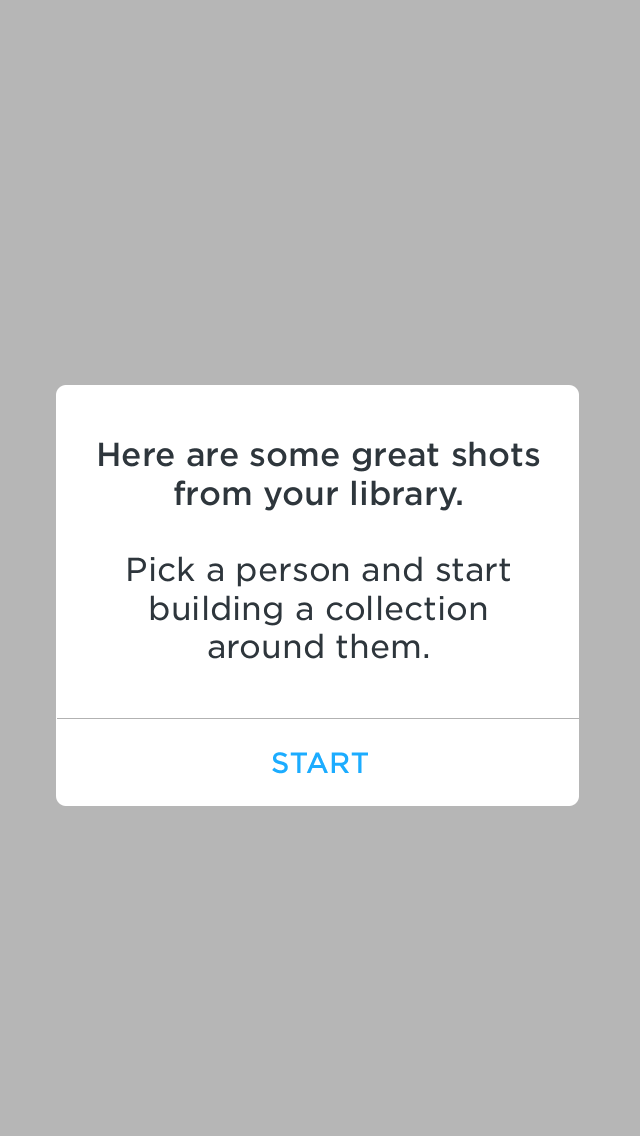 Here are some great shots
from your library.
Pick a person and start
building a collection
around them.
START